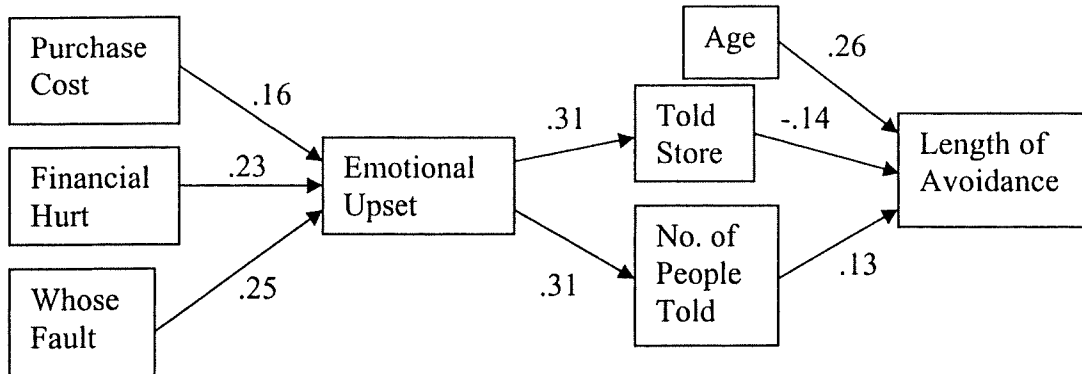 Purchase
Cost
.16
Financial
Hurt
.23
Whose
Fault
.25
Emotional
Upset
.31
.31
Age
.26
Told
Store
-.14
No. of
People
Told
.13
Length of
Avoidance